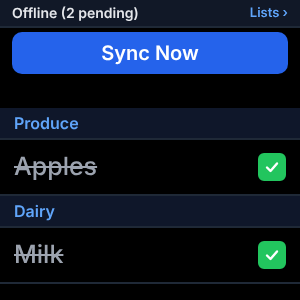 Offline (2 pending)
Lists ›
Sync Now
Produce
Apples
Dairy
Milk